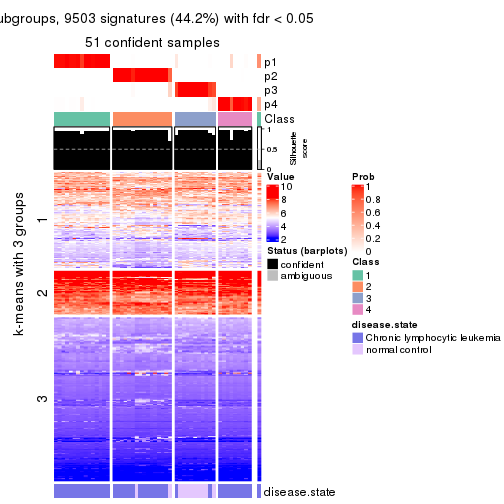 ubgroups, 9503 signatures (44.2%) with fdr < 0.05
51 confident samples
p1
p2
p3
p4
Class
1
0.5
0
Silhouette
score
k-means with 3 groups
1
2
3
disease.state
Value
10
8
6
4
2
Status (barplots)
confident
ambiguous
Prob
1
0.8
0.6
0.4
0.2
0
Class
1
2
3
4
disease.state
Chronic lymphocytic leukemia
normal control